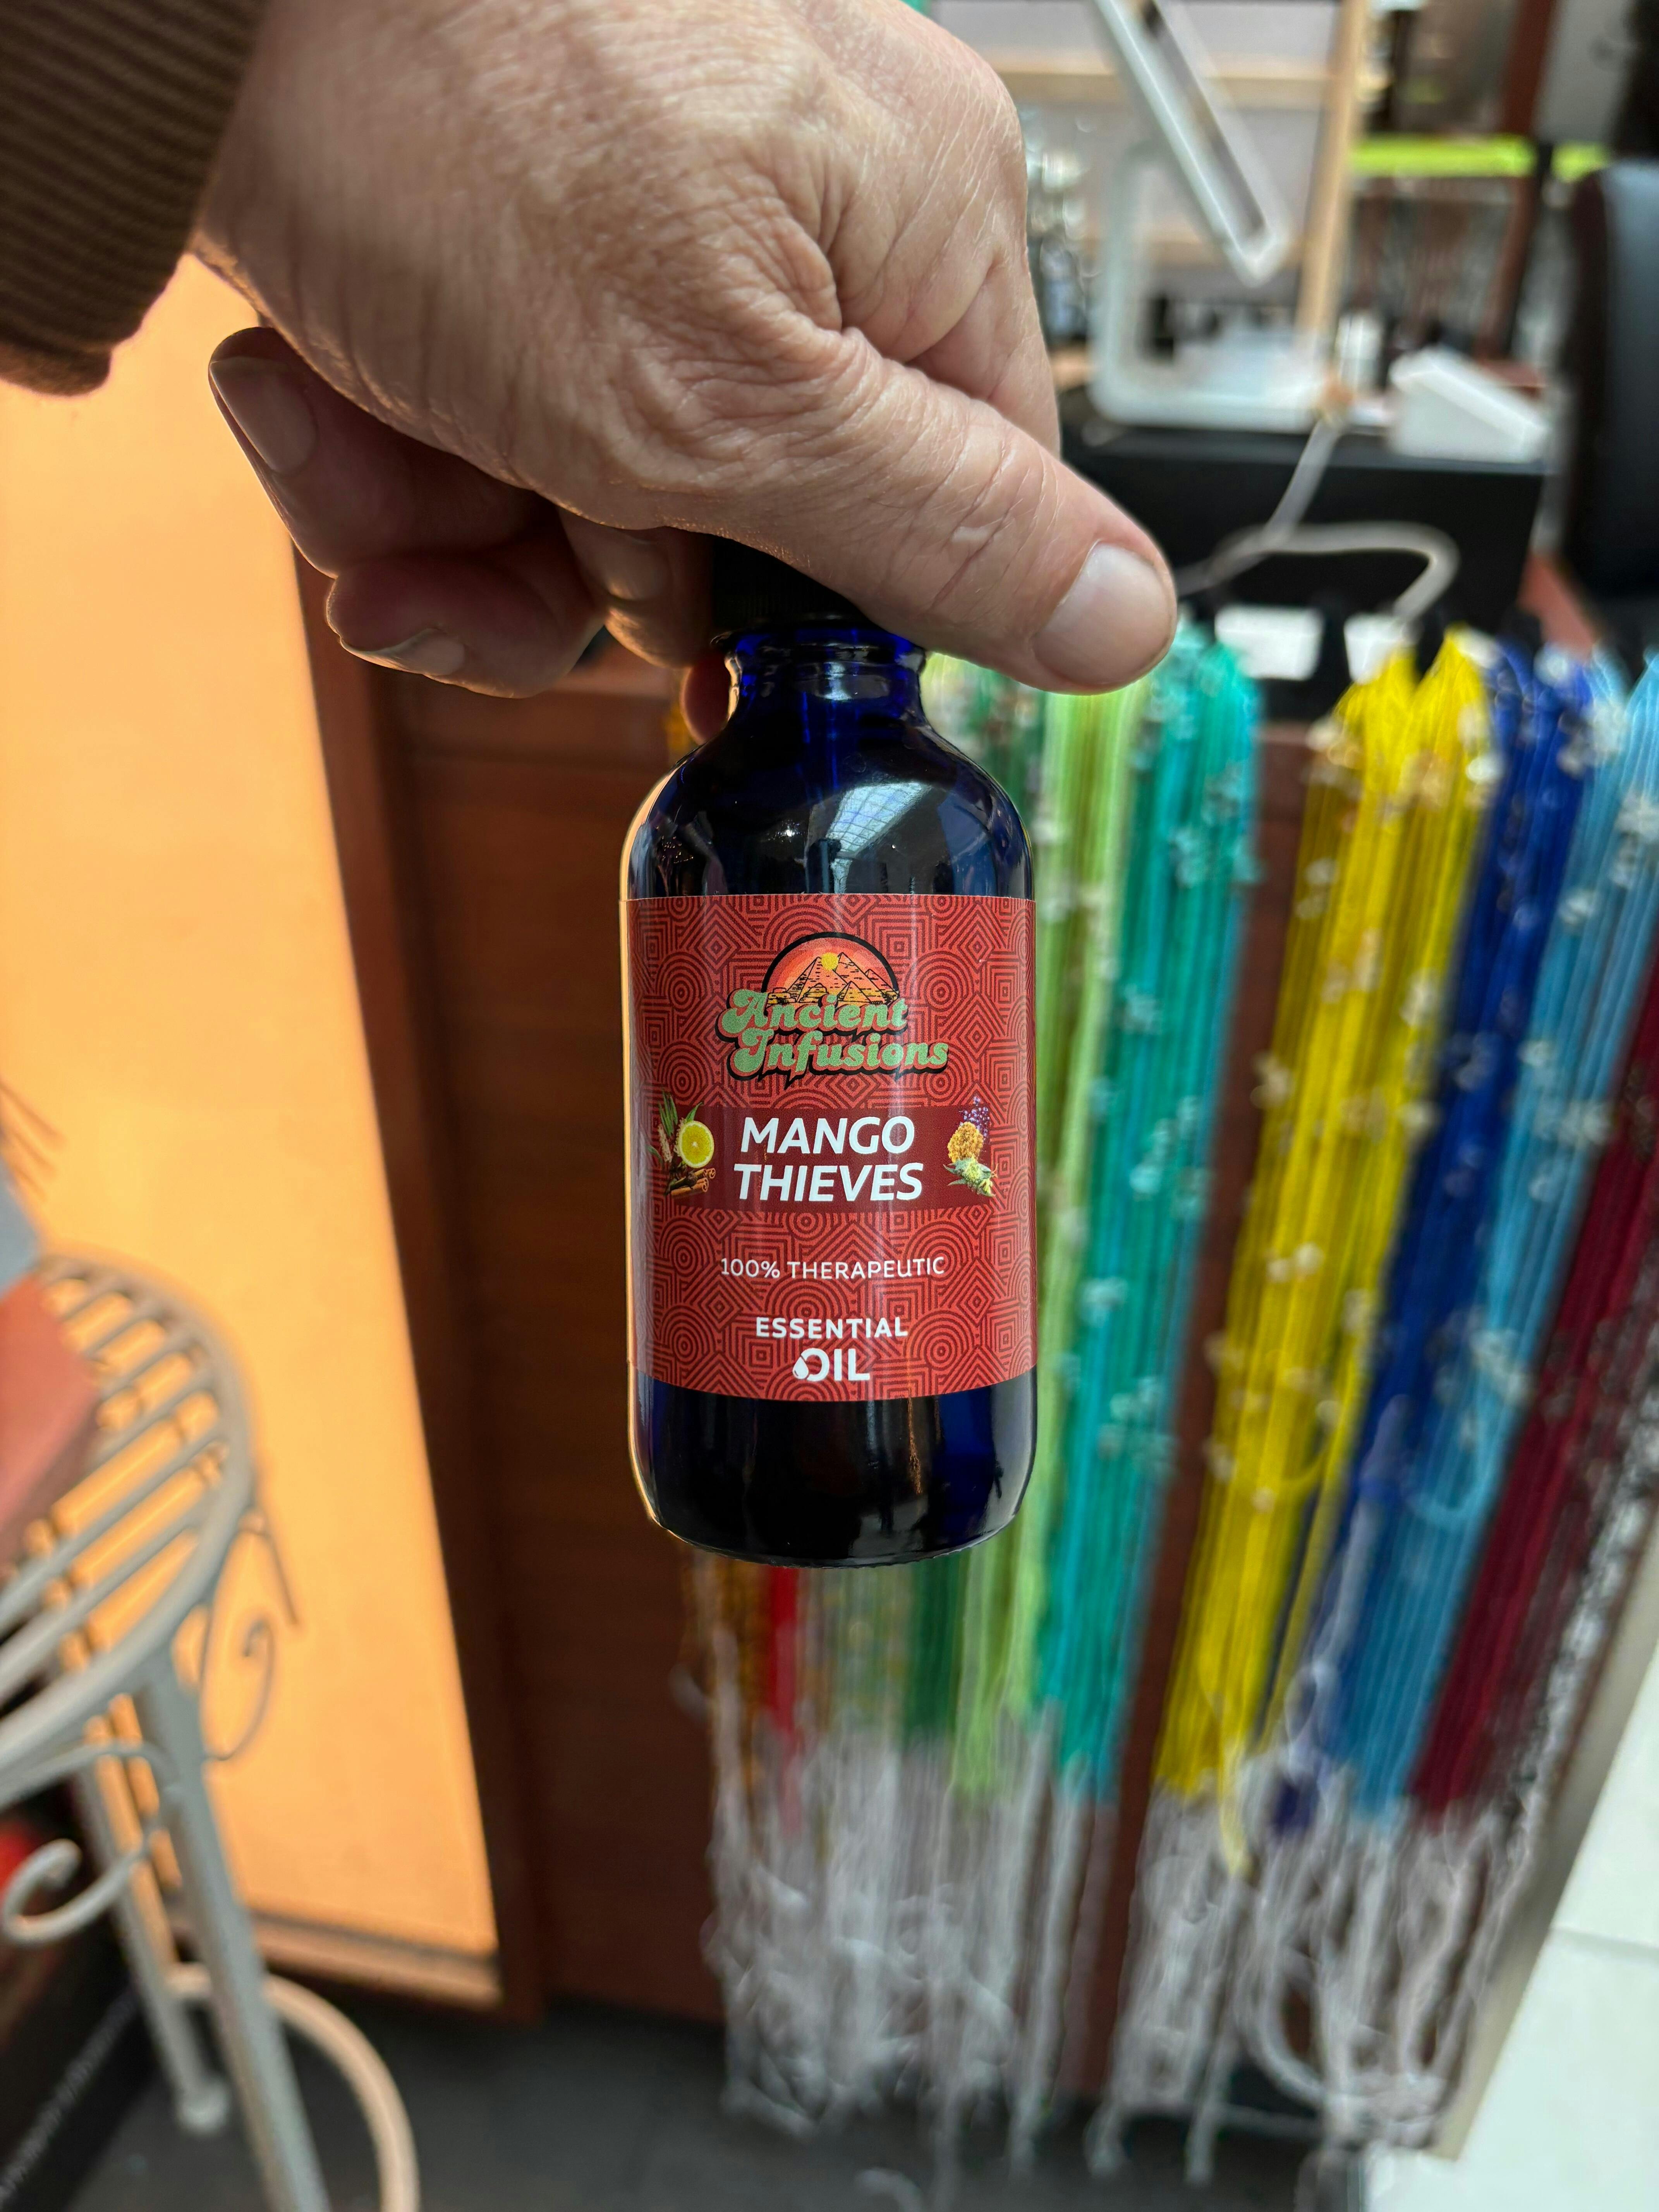 Ancient
Infusions
MANGO
THIEVES
100% THERAPEUTIC
ESSENTIAL
OIL